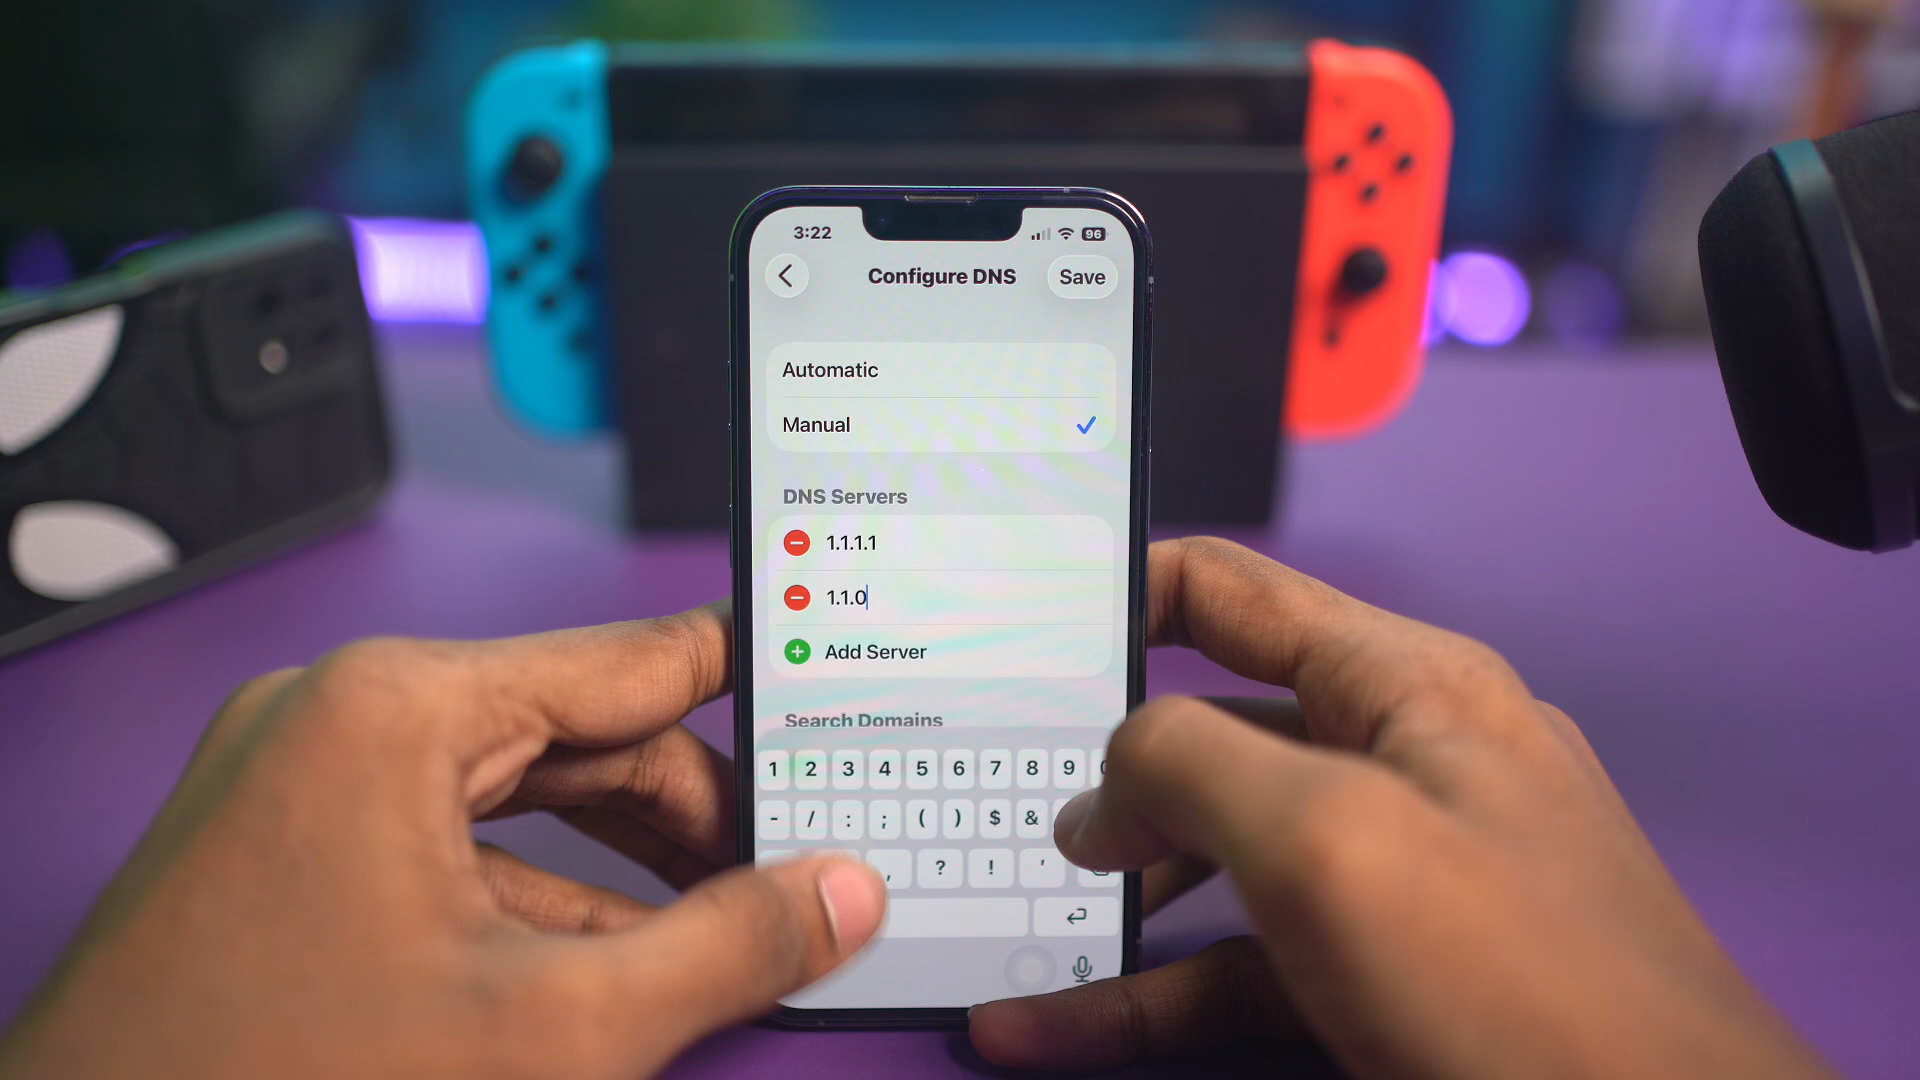 3:22
96
Configure DNS
Save
Automatic
Manual
DNS Servers
1.1.1.1
1.1.0
Add Server
Search Domains
1 2 3 4 5 6 7 8 9
- / : ; ( ) $ &
, ? ! '